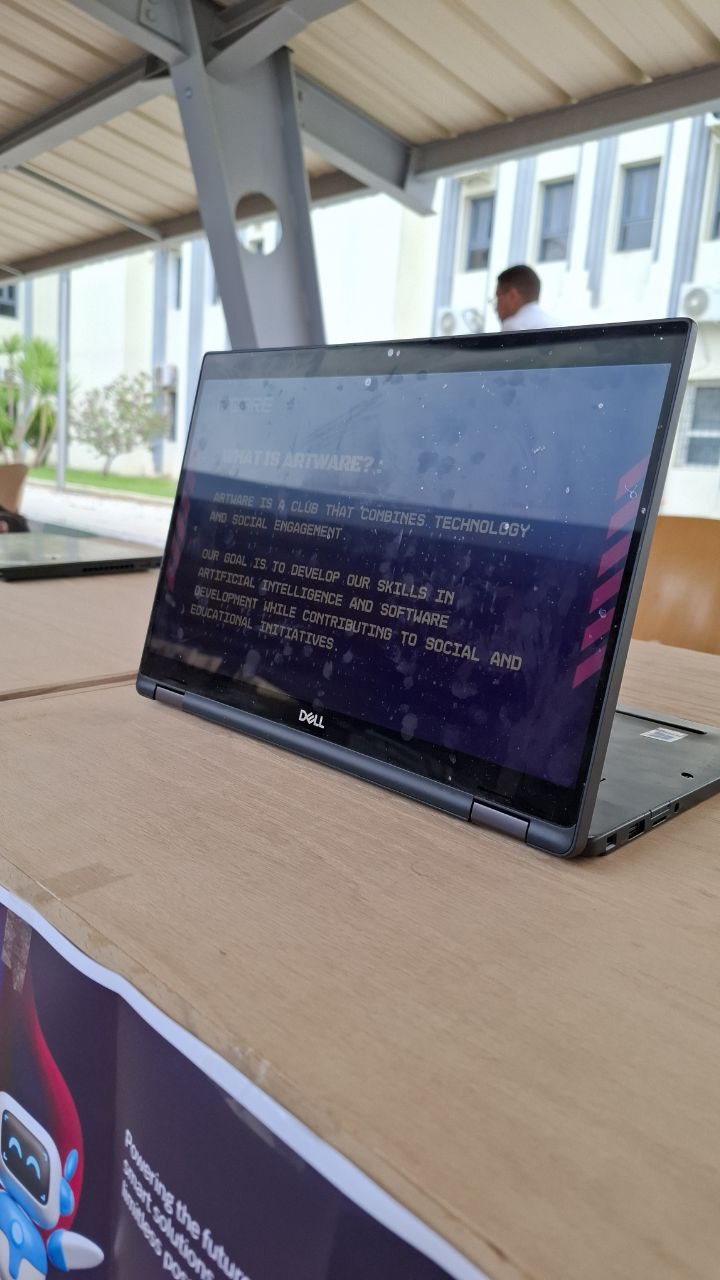 WHAT IS ARTWARE? :
ARTWARE IS A CLUB THAT COMBINES TECHNOLOGY
AND SOCIAL ENGAGEMENT
OUR GOAL IS TO DEVELOP OUR SKILLS IN
ARTIFICIAL INTELLIGENCE AND SOFTWARE
DEVELOPMENT WHILE CONTRIBUTING TO SOCIAL AND
EDUCATIONAL INITIATIVES.
DELL
Powering the future
smart solutions
limitless